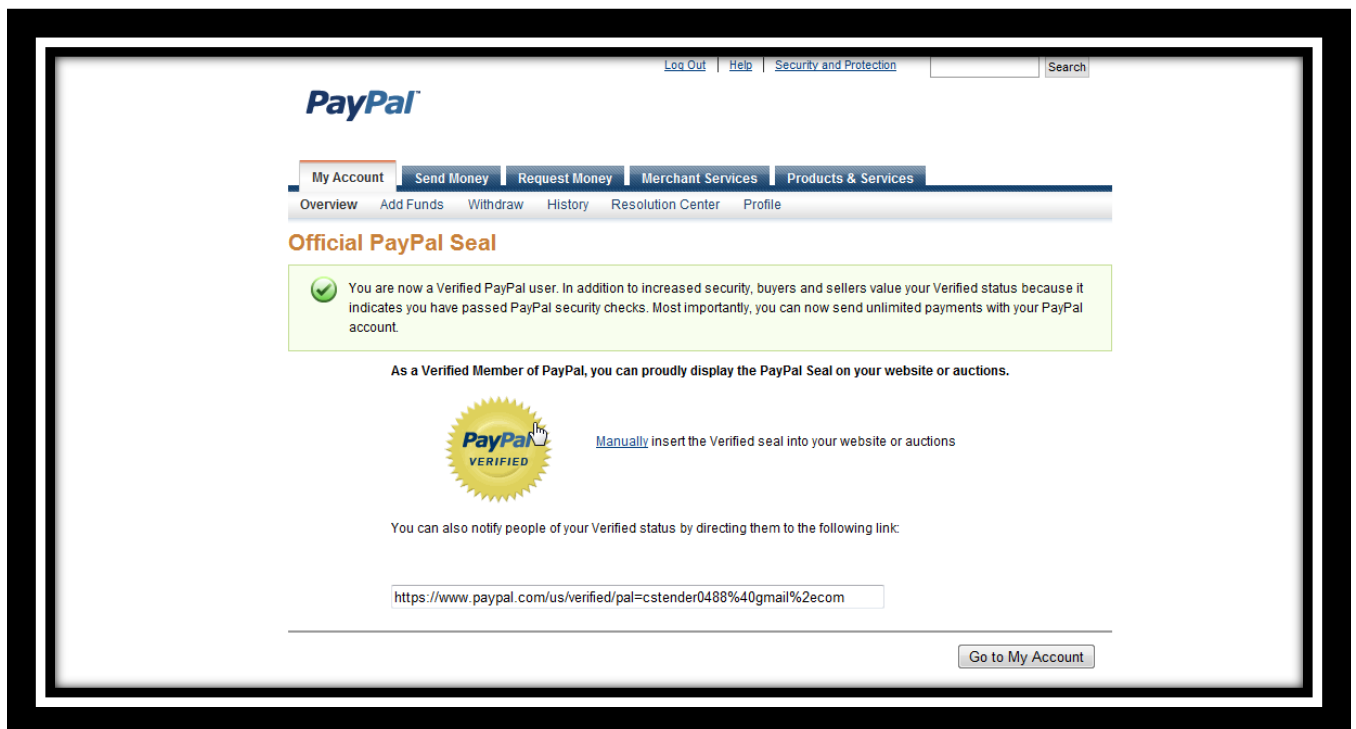 Log Out | Help | Security and Protection Search
PayPal™
My Account Send Money Request Money Merchant Services Products & Services
Overview Add Funds Withdraw History Resolution Center Profile
Official PayPal Seal
You are now a Verified PayPal user. In addition to increased security, buyers and sellers value your Verified status because it
indicates you have passed PayPal security checks. Most importantly, you can now send unlimited payments with your PayPal
account.
As a Verified Member of PayPal, you can proudly display the PayPal Seal on your website or auctions.
PayPal
VERIFIED
Manually insert the Verified seal into your website or auctions
You can also notify people of your Verified status by directing them to the following link:
https://www.paypal.com/us/verified/pal=cstender0488%40gmail%2ecom
Go to My Account